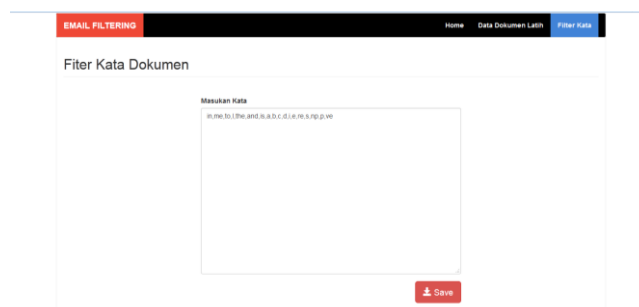 EMAIL FILTERING Home Data Dokumen Latih Filter Kata
Fiter Kata Dokumen
Masukan Kata
in,me,to,I,the,and,is,a,b,c,d,i,e,re,s,np,p,ve
Save